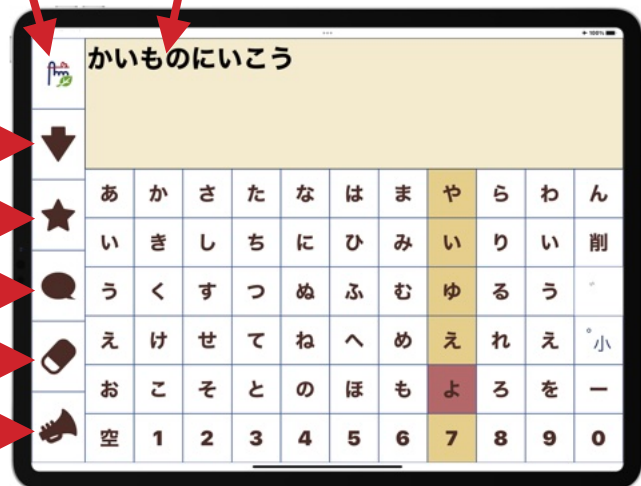 100%
かいものにいこう
あ か さ た な は ま や ら わ ん
い き し ち に ひ み い り い 削
う く す つ ぬ ふ む ゆ る う ゛
え け せ て ね へ め え れ え ゜小
お こ そ と の ほ も よ ろ を ー
空 1 2 3 4 5 6 7 8 9 0